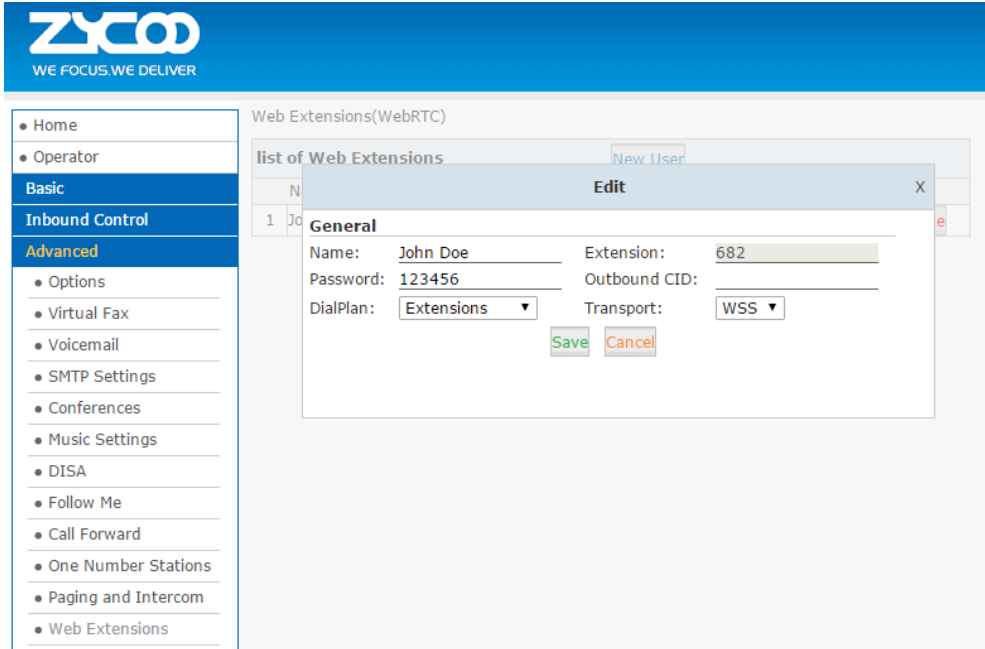 ZYCOO
WE FOCUS.WE DELIVER
Home
Operator
Basic
Inbound Control
Advanced
Options
Virtual Fax
Voicemail
SMTP Settings
Conferences
Music Settings
DISA
Follow Me
Call Forward
One Number Stations
Paging and Intercom
Web Extensions
Web Extensions(WebRTC)
list of Web Extensions New User
N
1 Jo e
Edit X
General
Name: John Doe Extension: 682
Password: 123456 Outbound CID:
DialPlan: Extensions ▼ Transport: WSS ▼
Save Cancel